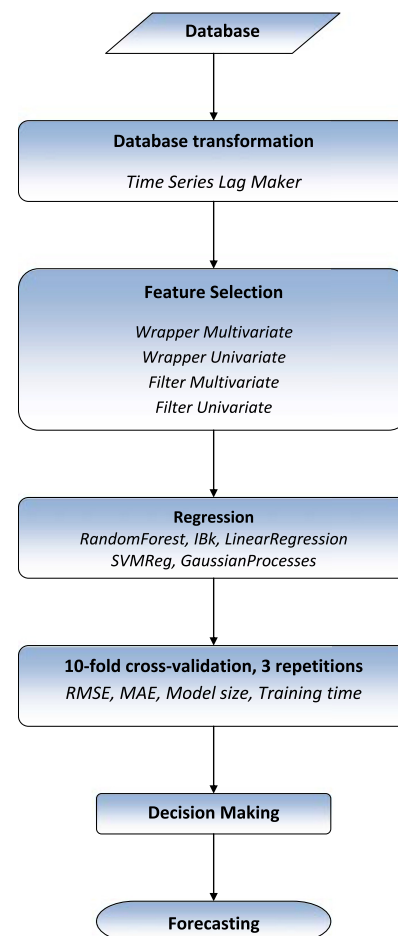 Database
Database transformation
Time Series Lag Maker
Feature Selection
Wrapper Multivariate
Wrapper Univariate
Filter Multivariate
Filter Univariate
Regression
RandomForest, IBk, LinearRegression
SVMReg, GaussianProcesses
10-fold cross-validation, 3 repetitions
RMSE, MAE, Model size, Training time
Decision Making
Forecasting